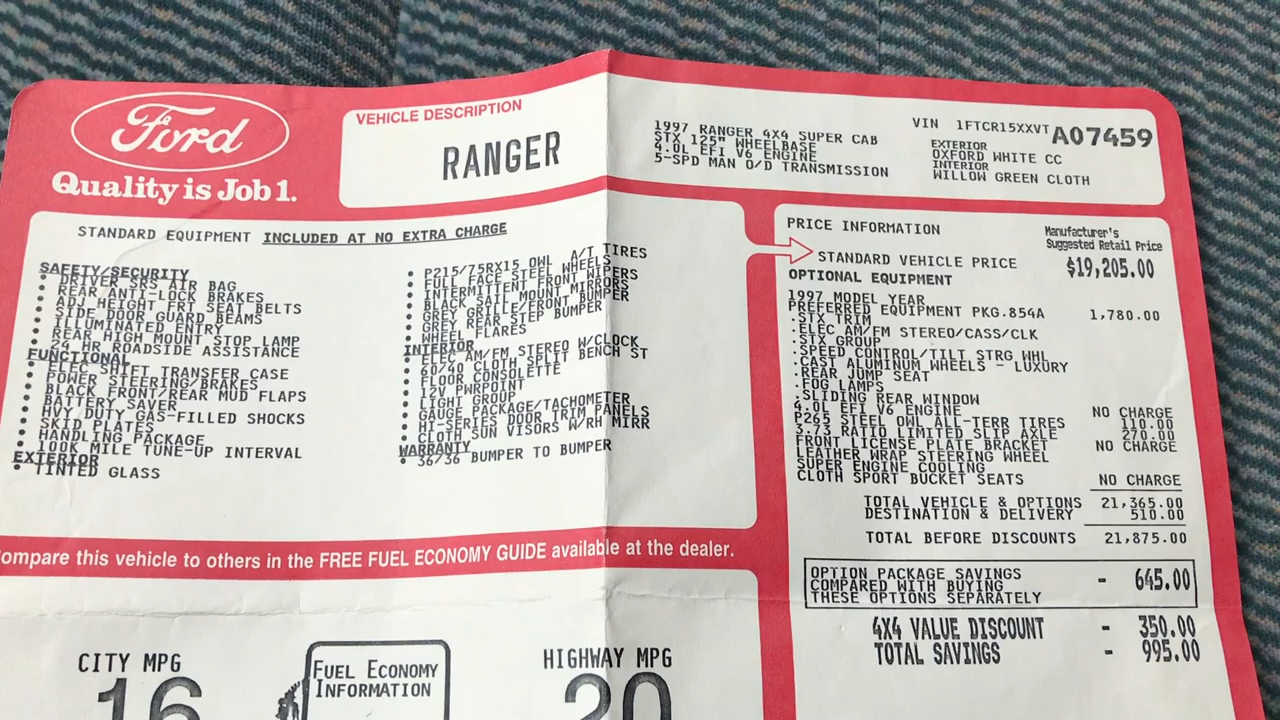 Ford
Quality is Job 1.
VEHICLE DESCRIPTION
RANGER
1997 RANGER 4X4 SUPER CAB
STX 125" WHEELBASE
4.0L EFI V6 ENGINE
5-SPD MAN O/D TRANSMISSION
VIN 1FTCR15XXVTA07459
EXTERIOR
OXFORD WHITE CC
INTERIOR
WILLOW GREEN CLOTH
STANDARD EQUIPMENT INCLUDED AT NO EXTRA CHARGE
SAFETY/SECURITY
• DRIVER SRS AIR BAG
• REAR ANTI-LOCK BRAKES
• ADJ HEIGHT FRT SEAT BELTS
• SIDE DOOR GUARD BEAMS
• ILLUMINATED ENTRY
• REAR HIGH MOUNT STOP LAMP
• 24 HR ROADSIDE ASSISTANCE
FUNCTIONAL
• ELEC SHIFT TRANSFER CASE
• POWER STEERING/BRAKES
• BLACK FRONT/REAR MUD FLAPS
• BATTERY SAVER
• HVY DUTY GAS-FILLED SHOCKS
• SKID PLATES
• HANDLING PACKAGE
• 100K MILE TUNE-UP INTERVAL
EXTERIOR
• TINTED GLASS
• P215/75RX15 OWL A/T TIRES
• FULL FACE STEEL WHEELS
• INTERMITTENT FRONT WIPERS
• BLACK SAIL MOUNT MIRRORS
• GREY GRILLE/FRONT BUMPER
• GREY REAR STEP BUMPER
• WHEEL FLARES
INTERIOR
• ELEC AM/FM STEREO W/CLOCK
• 60/40 CLOTH SPLIT BENCH ST
• FLOOR CONSOLETTE
• 12V PWRPOINT
• LIGHT GROUP
• GAUGE PACKAGE/TACHOMETER
• HI-SERIES DOOR TRIM PANELS
• CLOTH SUN VISORS W/RH MIRR
WARRANTY
• 36/36 BUMPER TO BUMPER
PRICE INFORMATION
Manufacturer's
Suggested Retail Price
STANDARD VEHICLE PRICE $19,205.00
OPTIONAL EQUIPMENT
1997 MODEL YEAR
PREFERRED EQUIPMENT PKG.854A 1,780.00
.STX TRIM
.ELEC AM/FM STEREO/CASS/CLK
.STX GROUP
.SPEED CONTROL/TILT STRG WHL
.CAST ALUMINUM WHEELS - LUXURY
.REAR JUMP SEAT
.FOG LAMPS
.SLIDING REAR WINDOW
4.0L EFI V6 ENGINE NO CHARGE
P265 STEEL OWL ALL-TERR TIRES 110.00
3.73 RATIO LIMITED SLIP AXLE 270.00
FRONT LICENSE PLATE BRACKET NO CHARGE
LEATHER WRAP STEERING WHEEL
SUPER ENGINE COOLING
CLOTH SPORT BUCKET SEATS NO CHARGE
TOTAL VEHICLE & OPTIONS 21,365.00
DESTINATION & DELIVERY 510.00
TOTAL BEFORE DISCOUNTS 21,875.00
OPTION PACKAGE SAVINGS
COMPARED WITH BUYING
THESE OPTIONS SEPARATELY - 645.00
4X4 VALUE DISCOUNT - 350.00
TOTAL SAVINGS - 995.00
ompare this vehicle to others in the FREE FUEL ECONOMY GUIDE available at the dealer.
CITY MPG
16
FUEL ECONOMY
INFORMATION
HIGHWAY MPG
20